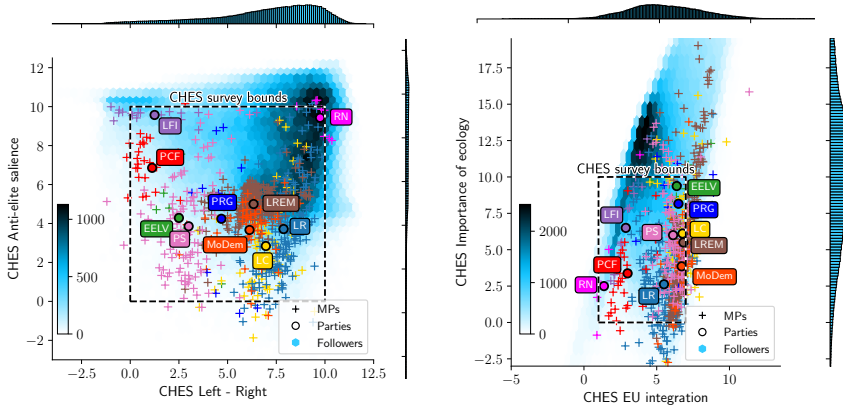 CHES Anti-elite salience
12
10
8
6
4
2
0
−2
CHES survey bounds
RN
LFI
PCF
PRG
LREM
EELV
PS
MoDem
LR
LC
1000
500
0
MPs
Parties
Followers
−2.5
0.0
2.5
5.0
7.5
10.0
12.5
CHES Left - Right
CHES Importance of ecology
17.5
15.0
12.5
10.0
7.5
5.0
2.5
0.0
−2.5
CHES survey bounds
EELV
PRG
LFI
PS
LC
LREM
PCF
MoDem
RN
LR
2000
1000
0
MPs
Parties
Followers
−5
0
5
10
CHES EU integration